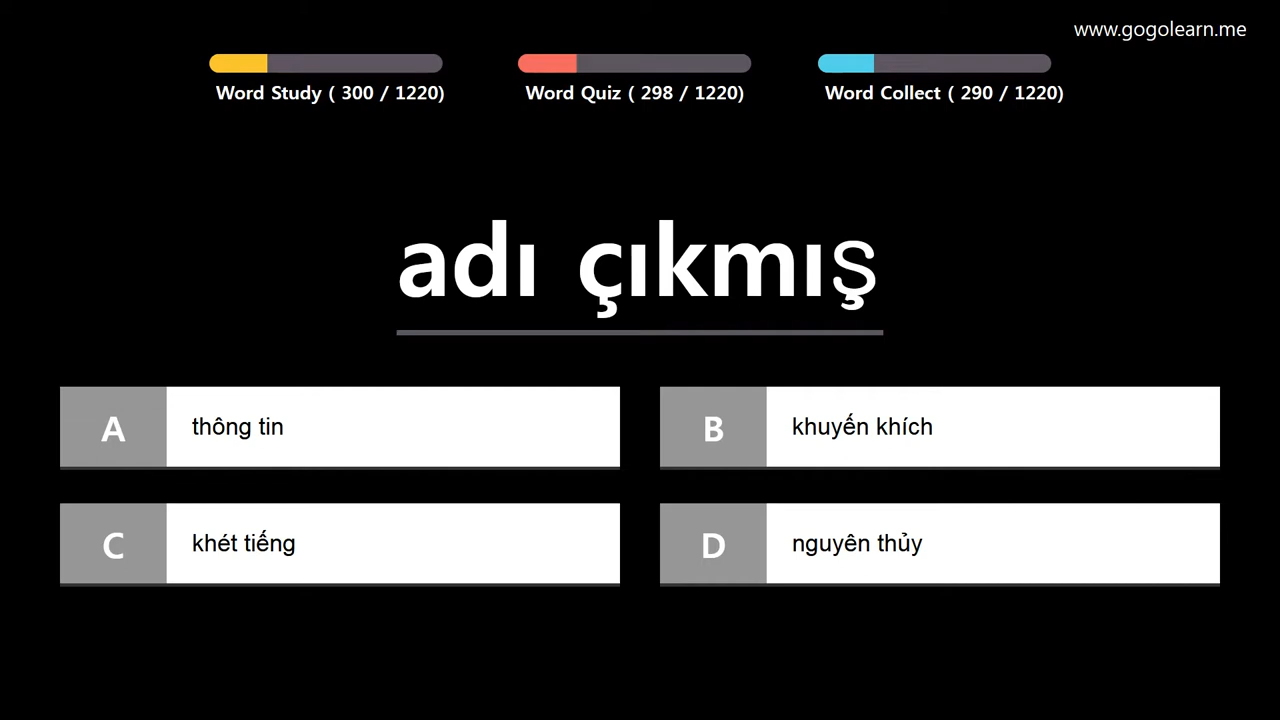 www.gogolearn.me
Word Study ( 300 / 1220)
Word Quiz ( 298 / 1220)
Word Collect ( 290 / 1220)
adı çıkmış
A thông tin
B khuyến khích
C khét tiếng
D nguyên thủy